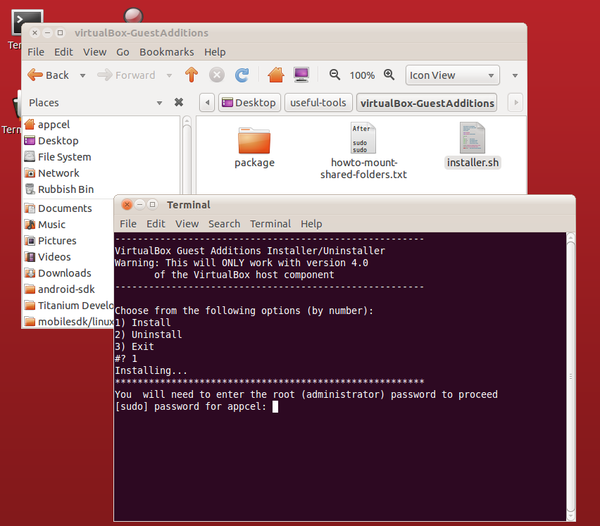 Term
Term
virtualBox-GuestAdditions
File Edit View Go Bookmarks Help
Back Forward 100% Icon View
Places
Desktop useful-tools virtualBox-GuestAdditions
appcel
Desktop
File System
Network
Rubbish Bin
Documents
Music
Pictures
Videos
Downloads
android-sdk
Titanium Develo
mobilesdk/linux
After
sudo
sudo
package
howto-mount-
shared-folders.txt
installer.sh
Terminal
File Edit View Search Terminal Help
-------------------------------------------------------
VirtualBox Guest Additions Installer/Uninstaller
Warning: This will ONLY work with version 4.0
of the VirtualBox host component
-------------------------------------------------------
Choose from the following options (by number):
1) Install
2) Uninstall
3) Exit
#? 1
Installing...
*******************************************************
You  will need to enter the root (administrator) password to proceed
[sudo] password for appcel: